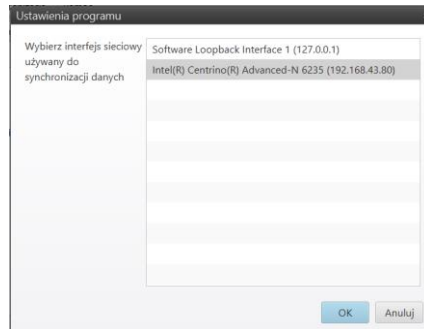 Ustawienia programu
Wybierz interfejs sieciowy
używany do
synchronizacji danych
Software Loopback Interface 1 (127.0.0.1)
Intel(R) Centrino(R) Advanced-N 6235 (192.168.43.80)
OK
Anuluj